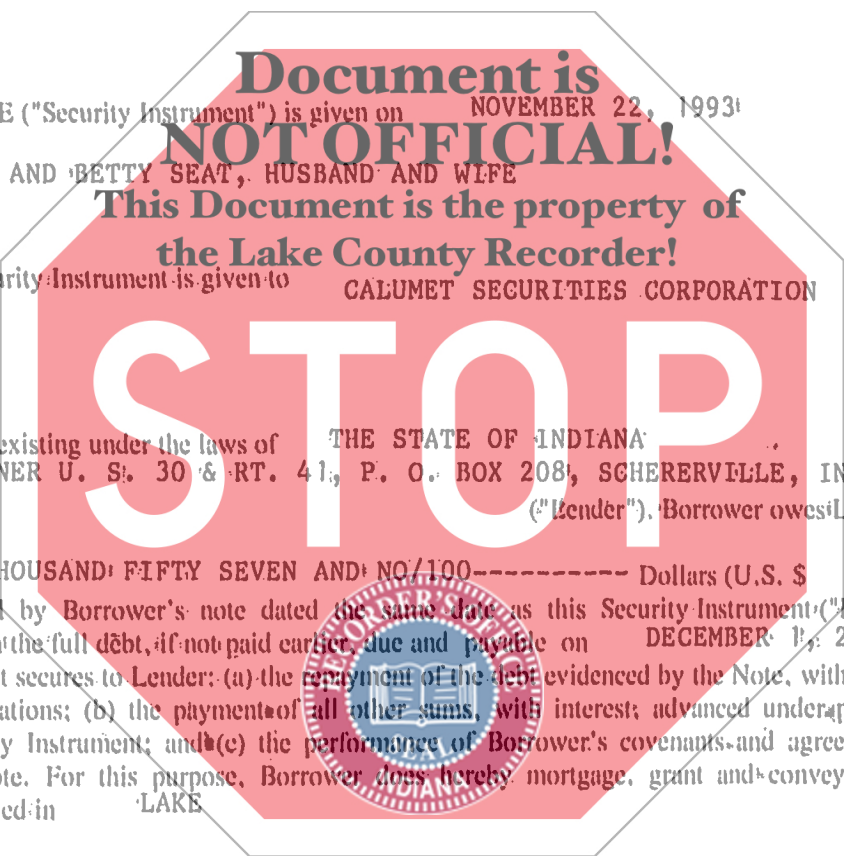 Document is
E ("Security Instrument") is given on NOVEMBER 22, 1993
NOT OFFICIAL!
AND BETTY SEAT, HUSBAND AND WIFE
This Document is the property of
the Lake County Recorder!
urity Instrument is given to
CALUMET SECURITIES CORPORATION
STOP
existing under the laws of THE STATE OF INDIANA
NER U. S. 30 & RT. 41, P. O. BOX 208, SCHERERVILLE, IN
("Lender"). Borrower owes L
HOUSAND FIFTY SEVEN AND NO/100---------- Dollars (U.S. $
d by Borrower's note dated the same date as this Security Instrument ("
the full debt, if not paid earlier, due and payable on DECEMBER 1, 2
t secures to Lender: (a) the repayment of the debt evidenced by the Note, with
ations; (b) the payment of all other sums, with interest, advanced under p
y Instrument; and (c) the performance of Borrower's covenants and agree
ote. For this purpose, Borrower does hereby mortgage, grant and convey
ed in LAKE
RECORDER'S OFFICE
SEAL
INDIANA